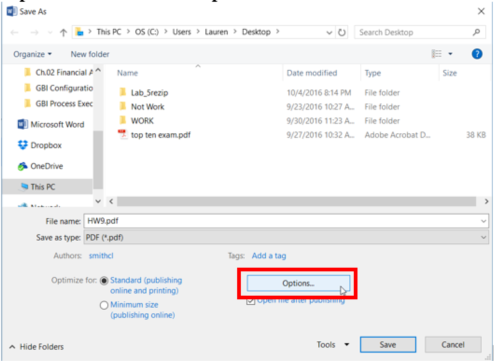 Save As
This PC > OS (C:) > Users > Lauren > Desktop >
Search Desktop
Organize
New folder
Ch.02 Financial A
GBI Configuratio
GBI Process Exec
Microsoft Word
Dropbox
OneDrive
This PC
Name Date modified Type Size
Lab_5rezip 10/4/2016 8:14 PM File folder
Not Work 9/23/2016 10:27 A... File folder
WORK 9/30/2016 11:23 A... File folder
top ten exam.pdf 9/27/2016 10:32 A... Adobe Acrobat D... 38 KB
File name: HW9.pdf
Save as type: PDF (*.pdf)
Authors: smithcl
Tags: Add a tag
Optimize for: Standard (publishing
online and printing)
Minimum size
(publishing online)
Options...
Open file after publishing
Hide Folders
Tools
Save
Cancel